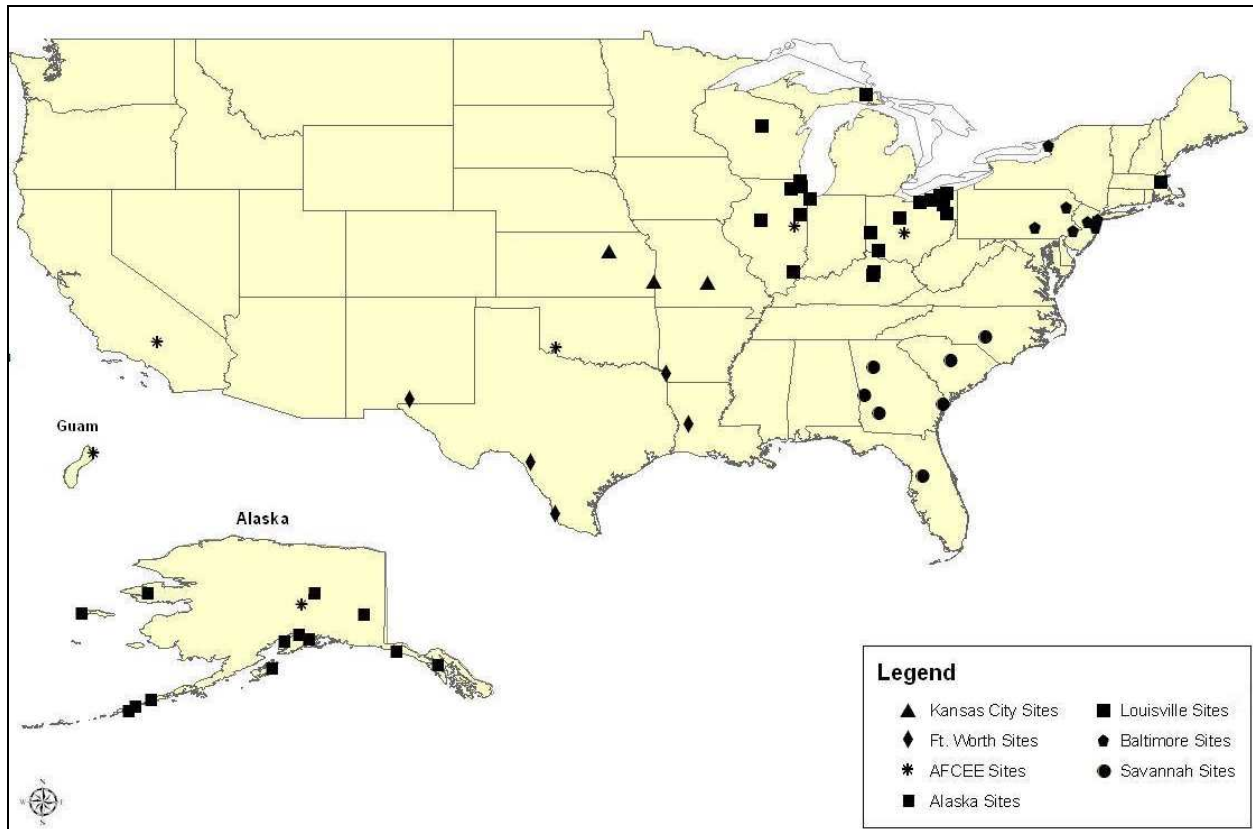 Guam
Alaska
Legend
Kansas City Sites
Ft. Worth Sites
AFCEE Sites
Alaska Sites
Louisville Sites
Baltimore Sites
Savannah Sites
N
W
E
S